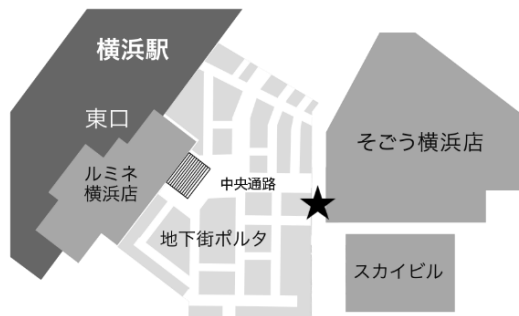 横浜駅
東口
ルミネ
横浜店
中央通路
地下街ポルタ
そごう横浜店
スカイビル